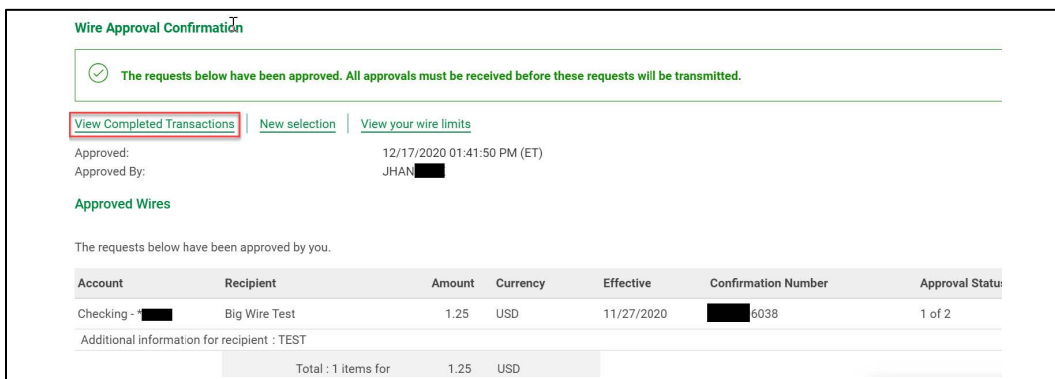 Wire Approval Confirmation
The requests below have been approved. All approvals must be received before these requests will be transmitted.
View Completed Transactions New selection View your wire limits
Approved: 12/17/2020 01:41:50 PM (ET)
Approved By: JHAN
Approved Wires
The requests below have been approved by you.
Account Recipient Amount Currency Effective Confirmation Number Approval Status
Checking - * Big Wire Test 1.25 USD 11/27/2020 6038 1 of 2
Additional information for recipient : TEST
Total : 1 items for 1.25 USD